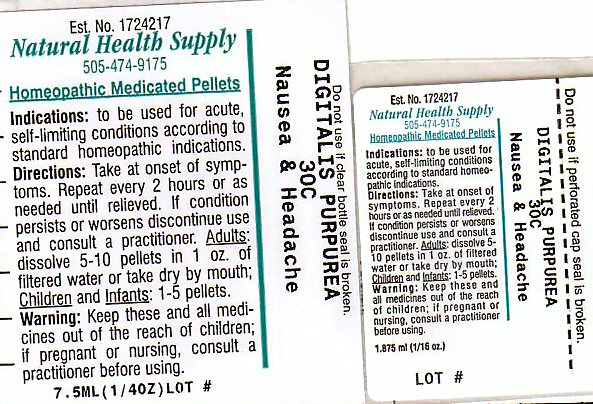 Est. No. 1724217
Natural Health Supply
505-474-9175
Homeopathic Medicated Pellets
Indications: to be used for acute,
self-limiting conditions according to
standard homeopathic indications.
Directions: Take at onset of symp-
toms. Repeat every 2 hours or as
needed until relieved. If condition
persists or worsens discontinue use
and consult a practitioner. Adults:
dissolve 5-10 pellets in 1 oz. of
filtered water or take dry by mouth;
Children and Infants: 1-5 pellets.
Warning: Keep these and all medi-
cines out of the reach of children;
if pregnant or nursing, consult a
practitioner before using.
7.5ML(1/4OZ)LOT #
Do not use if clear bottle seal is broken.
DIGITALIS PURPUREA
30C
Nausea & Headache
Est. No. 1724217
Natural Health Supply
505-474-9175
Homeopathic Medicated Pellets
Indications: to be used for
acute, self-limiting conditions
according to standard homeo-
pathic indications.
Directions: Take at onset of
symptoms. Repeat every 2
hours or as needed until relieved.
If condition persists or worsens
discontinue use and consult a
practitioner. Adults: dissolve 5-
10 pellets in 1 oz. of filtered
water or take dry by mouth;
Children and Infants: 1-5 pellets.
Warning: Keep these and
all medicines out of the reach
of children; if pregnant or
nursing, consult a practitioner
before using.
1.875 ml (1/16 oz.)
LOT #
Do not use if perforated cap seal is broken.
DIGITALIS PURPUREA
30C
Nausea & Headache